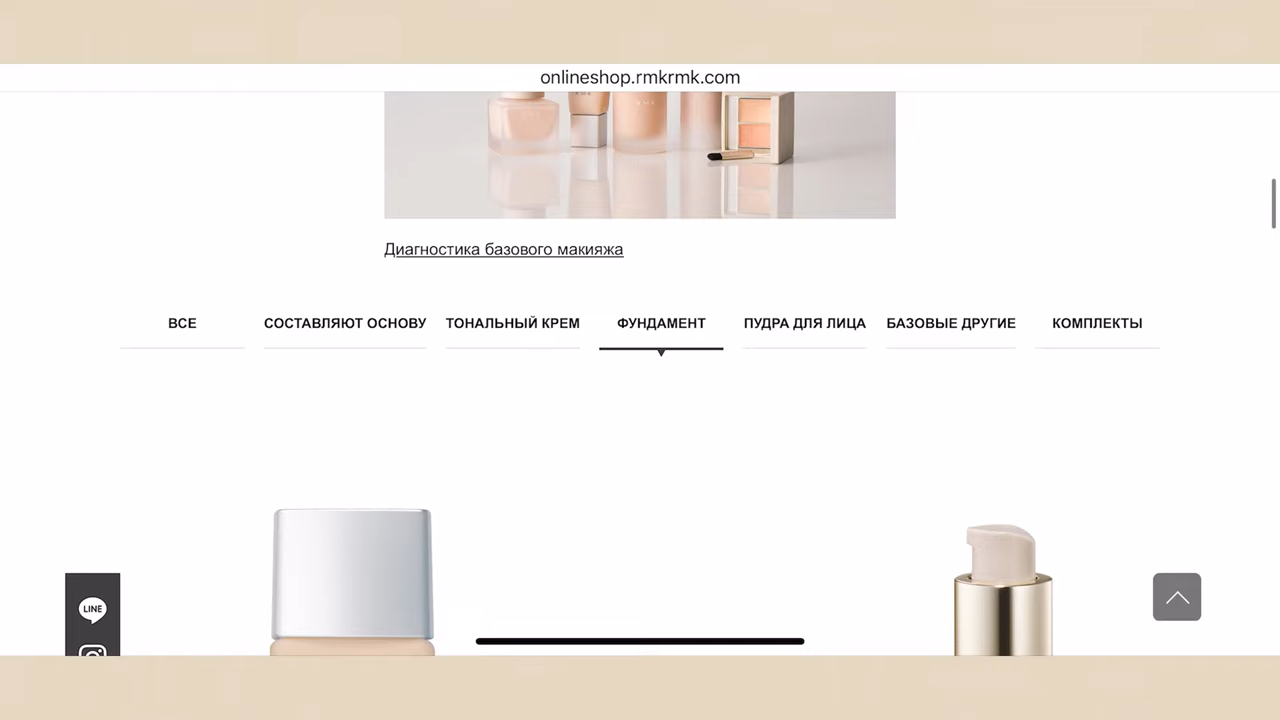 onlineshop.rmkrmk.com
Диагностика базового макияжа
ВСЕ
СОСТАВЛЯЮТ ОСНОВУ
ТОНАЛЬНЫЙ КРЕМ
ФУНДАМЕНТ
ПУДРА ДЛЯ ЛИЦА
БАЗОВЫЕ ДРУГИЕ
КОМПЛЕКТЫ
LINE